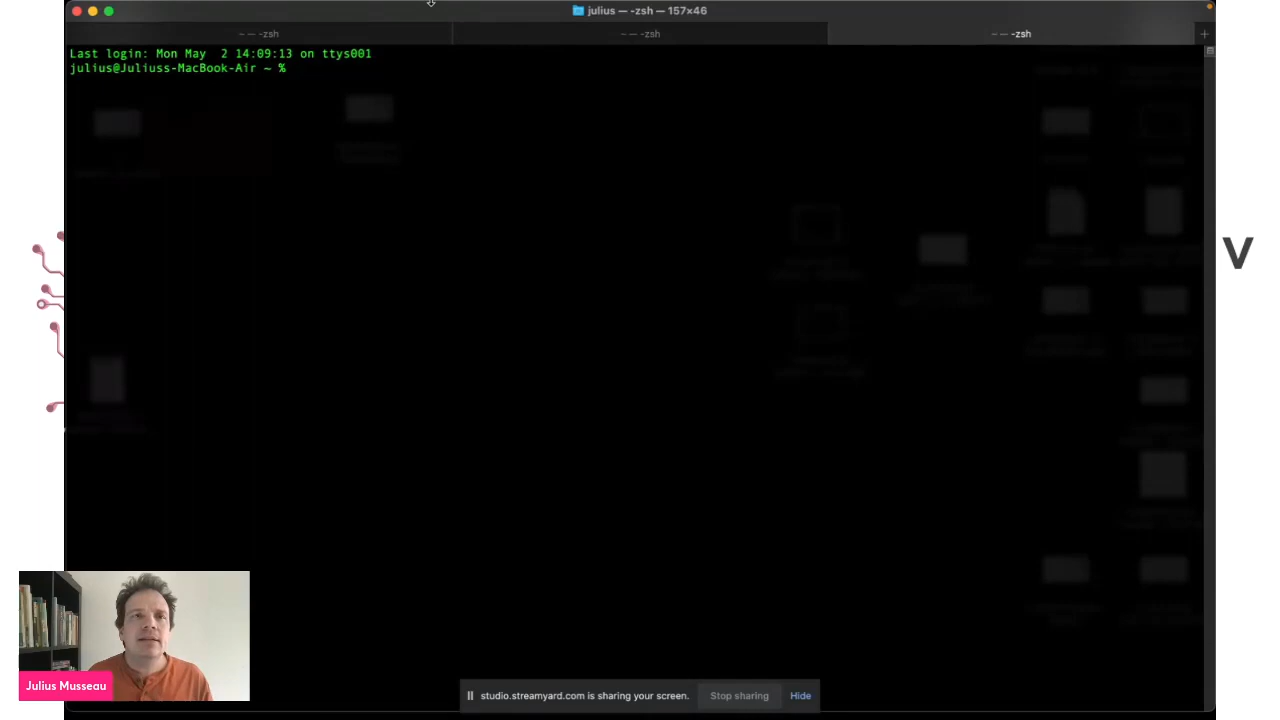 julius — -zsh — 157×46
~ — -zsh
~ — -zsh
~ — -zsh
+
Last login: Mon May  2 14:09:13 on ttys001
julius@Juliuss-MacBook-Air ~ %
V
Julius Musseau
studio.streamyard.com is sharing your screen.
Stop sharing
Hide